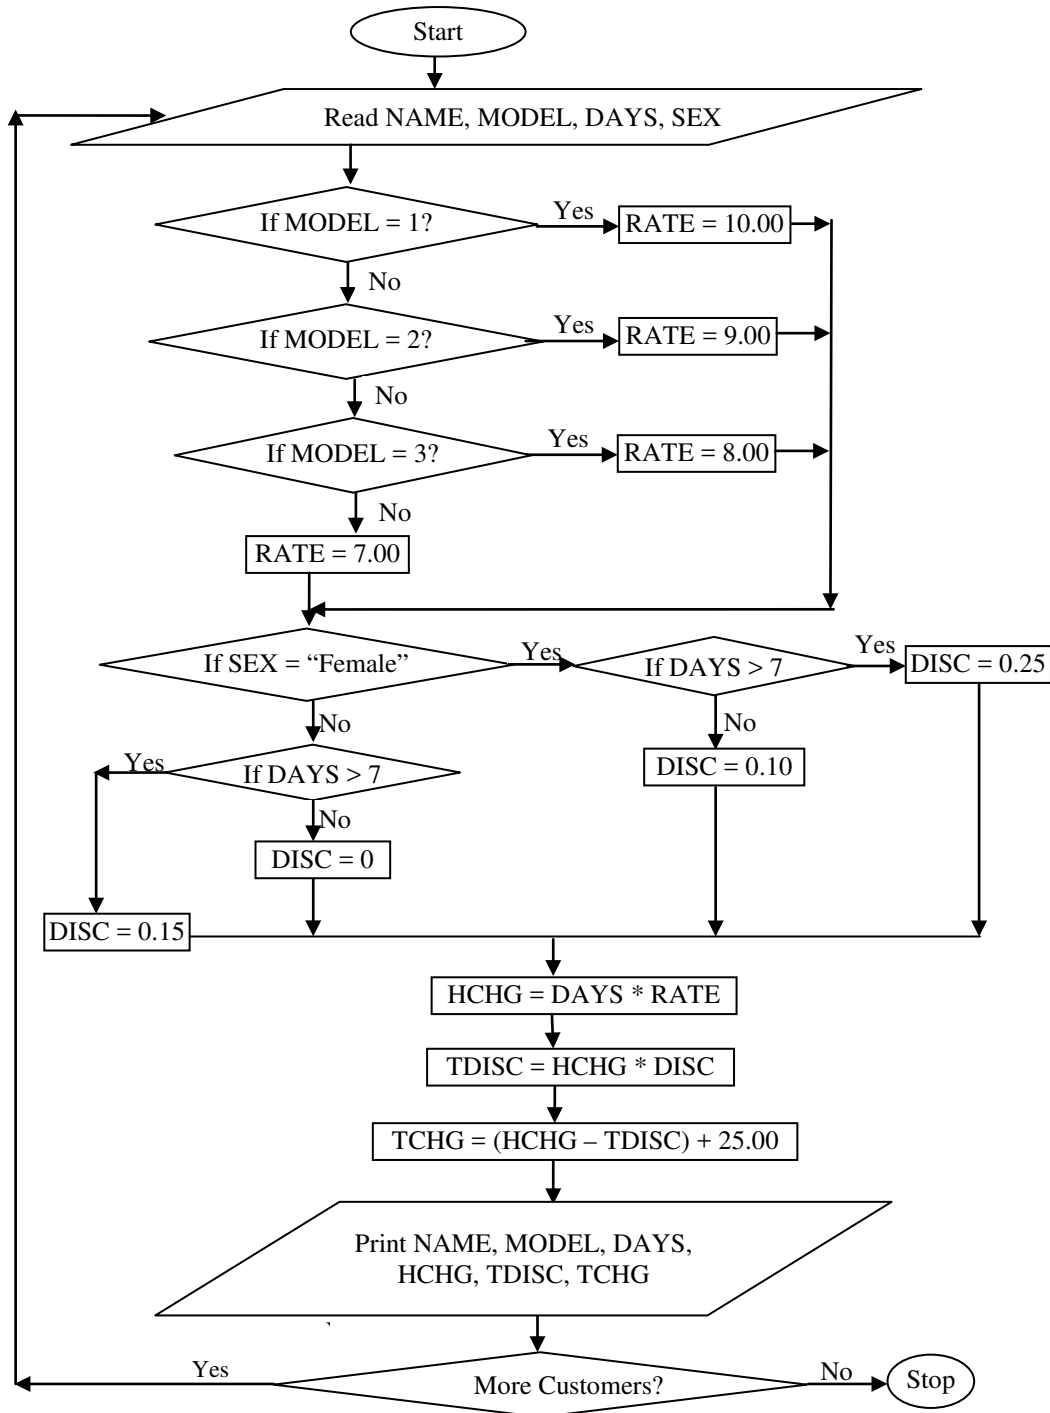 Start
Read NAME, MODEL, DAYS, SEX
If MODEL = 1?
Yes
RATE = 10.00
No
If MODEL = 2?
Yes
RATE = 9.00
No
If MODEL = 3?
Yes
RATE = 8.00
No
RATE = 7.00
If SEX = “Female”
Yes
If DAYS > 7
Yes
DISC = 0.25
No
No
DISC = 0.10
Yes
If DAYS > 7
No
DISC = 0
DISC = 0.15
HCHG = DAYS * RATE
TDISC = HCHG * DISC
TCHG = (HCHG – TDISC) + 25.00
Print NAME, MODEL, DAYS,
HCHG, TDISC, TCHG
Yes
More Customers?
No
Stop